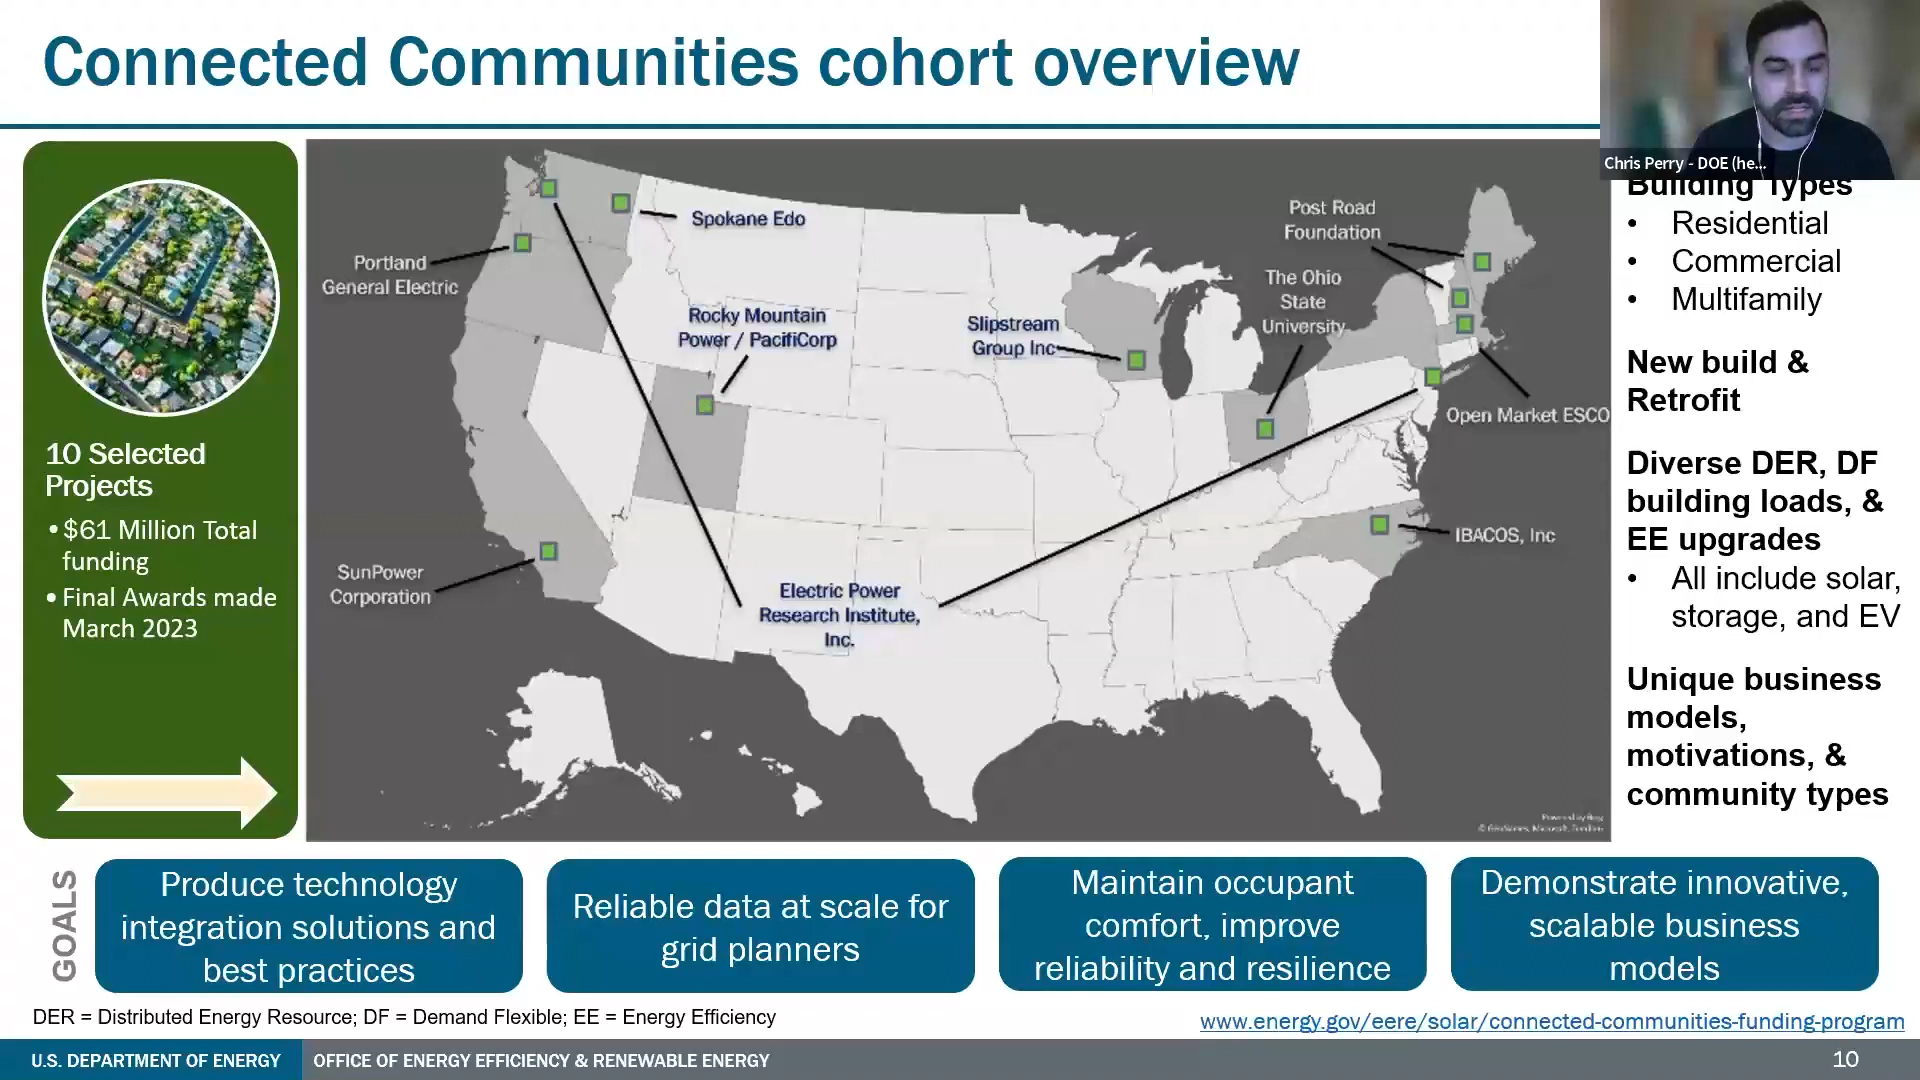 Connected Communities cohort overview
Chris Perry - DOE (he...
10 Selected
Projects
• $61 Million Total
funding
• Final Awards made
March 2023
Spokane Edo
Portland
General Electric
Rocky Mountain
Power / PacifiCorp
Slipstream
Group Inc
Post Road
Foundation
The Ohio
State
University
Open Market ESCO
IBACOS, Inc
SunPower
Corporation
Electric Power
Research Institute,
Inc.
Powered by Bing
© GeoNames, Microsoft, TomTom
Building Types
• Residential
• Commercial
• Multifamily
New build &
Retrofit
Diverse DER, DF
building loads, &
EE upgrades
• All include solar,
storage, and EV
Unique business
models,
motivations, &
community types
GOALS
Produce technology
integration solutions and
best practices
Reliable data at scale for
grid planners
Maintain occupant
comfort, improve
reliability and resilience
Demonstrate innovative,
scalable business
models
DER = Distributed Energy Resource; DF = Demand Flexible; EE = Energy Efficiency
www.energy.gov/eere/solar/connected-communities-funding-program
U.S. DEPARTMENT OF ENERGY OFFICE OF ENERGY EFFICIENCY & RENEWABLE ENERGY 10